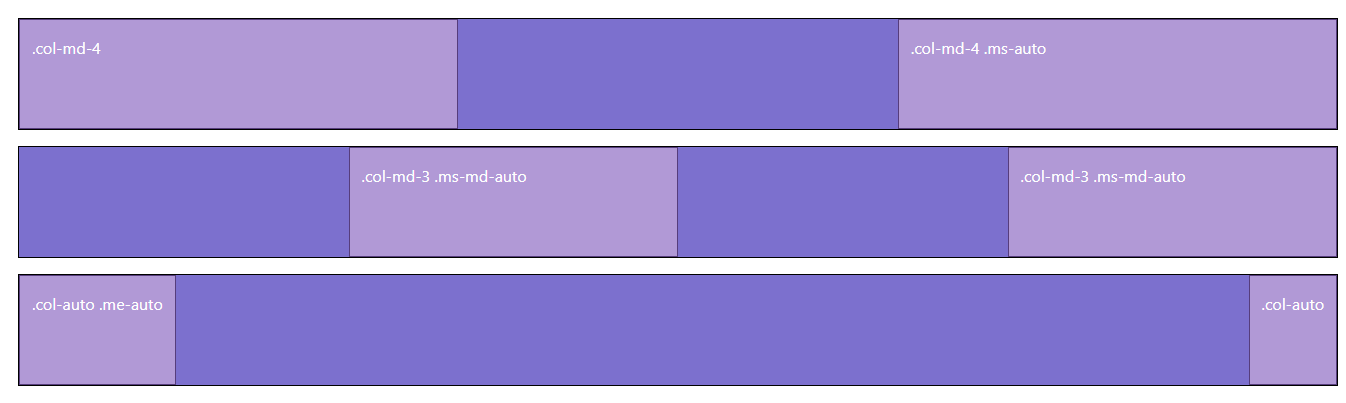 .col-md-4
.col-md-4 .ms-auto
.col-md-3 .ms-md-auto
.col-md-3 .ms-md-auto
.col-auto .me-auto
.col-auto